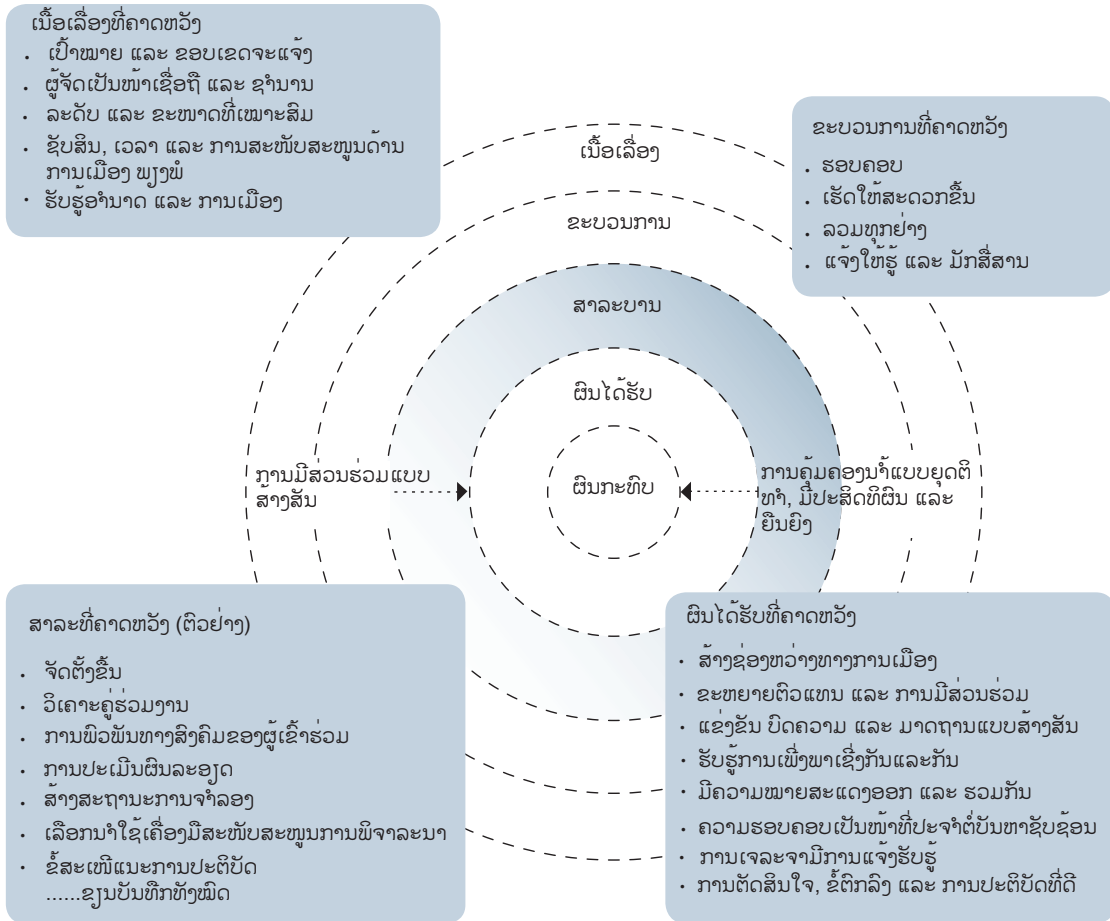 ເນື້ອເລື່ອງທີ່ຄາດຫວັງ
. ເປົ້າໝາຍ ແລະ ຂອບເຂດຈະແຈ້ງ
· ຜູ້ຈັດເປັນໜ້າເຊື່ອຖື ແລະ ຊຳນານ
· ລະດັບ ແລະ ຂະໜາດທີ່ເໝາະສົມ
· ຊັບສິນ, ເວລາ ແລະ ການສະໜັບສະໜູນດ້ານ
ການເມືອງ ພຽງພໍ
· ຮັບຮູ້ອຳນາດ ແລະ ການເມືອງ
ຂະບວນການທີ່ຄາດຫວັງ
. ຮອບຄອບ
. ເຮັດໃຫ້ສະດວກຂື້ນ
. ລວມທຸກຢ່າງ
. ແຈ້ງໃຫ້ຮູ້ ແລະ ມັກສື່ສານ
ເນື້ອເລື່ອງ
ຂະບວນການ
ສາລະບານ
ຜົນໄດ້ຮັບ
ຜົນກະທົບ
ການມີສ່ວນຮ່ວມແບບ
ສ້າງສັນ
ການຄຸ້ມຄອງນ້ຳແບບຍຸດຕິ
ທຳ, ມີປະສິດທິຜົນ ແລະ
ຍືນຍົງ
ສາລະທີ່ຄາດຫວັງ (ຕົວຢ່າງ)
· ຈັດຕັ້ງຂື້ນ
· ວິເຄາະຄູ່ຮ່ວມງານ
· ການພົວພັນທາງສົງຄົມຂອງຜູ້ເຂົ້າຮ່ວມ
· ການປະເມີນຜົນລະອຽດ
· ສ້າງສະຖານະການຈຳລອງ
· ເລືອກນຳໃຊ້ເຄື່ອງມືສະໜັບສະໜູນການພິຈາລະນາ
· ຂໍ້ສະເໜີແນະການປະຕິບັດ
......ຂຽນບັນທຶກທັງໝົດ
ຜົນໄດ້ຮັບທີ່ຄາດຫວັງ
· ສ້າງຊ່ອງຫວ່າງທາງການເມືອງ
· ຂະຫຍາຍຕົວແທນ ແລະ ການມີສ່ວນຮ່ວມ
· ແຂ່ງຂັນ ບົດຄວາມ ແລະ ມາດຖານແບບສ້າງສັນ
· ຮັບຮູ້ການເພິ່ງພາເຊິ່ງກັນແລະກັນ
· ມີຄວາມໝາຍສະແດງອອກ ແລະ ຮວມກັນ
· ຄວາມຮອບຄອບເປັນໜ້າທີ່ປະຈຳຕໍ່ບັນຫາຊັບຊ້ອນ
· ການເຈລະຈາມີການແຈ້ງຮັບຮູ້
· ການຕັດສິນໃຈ, ຂໍ້ຕົກລົງ ແລະ ການປະຕິບັດທີ່ດີ